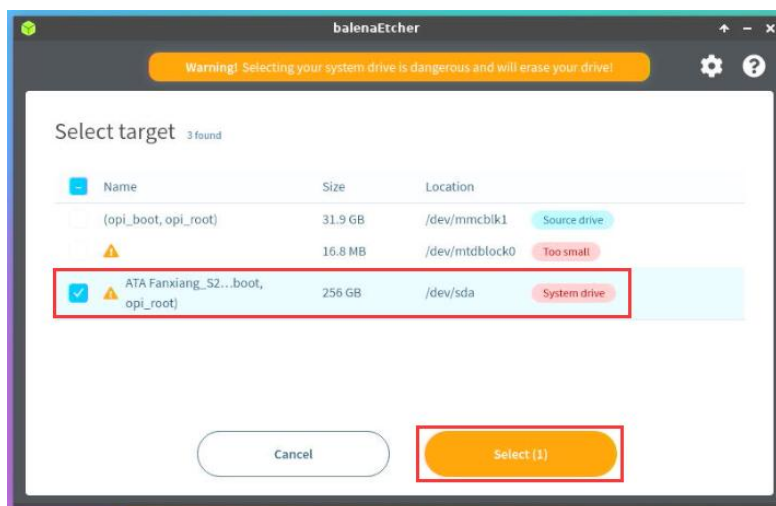 balenaEtcher
Warning! Selecting your system drive is dangerous and will erase your drive!
Select target 3 found
Name Size Location
(opi_boot, opi_root) 31.9 GB /dev/mmcblk1 Source drive
16.8 MB /dev/mtdblock0 Too small
ATA Fanxiang_S2...boot,
opi_root) 256 GB /dev/sda System drive
Cancel Select (1)